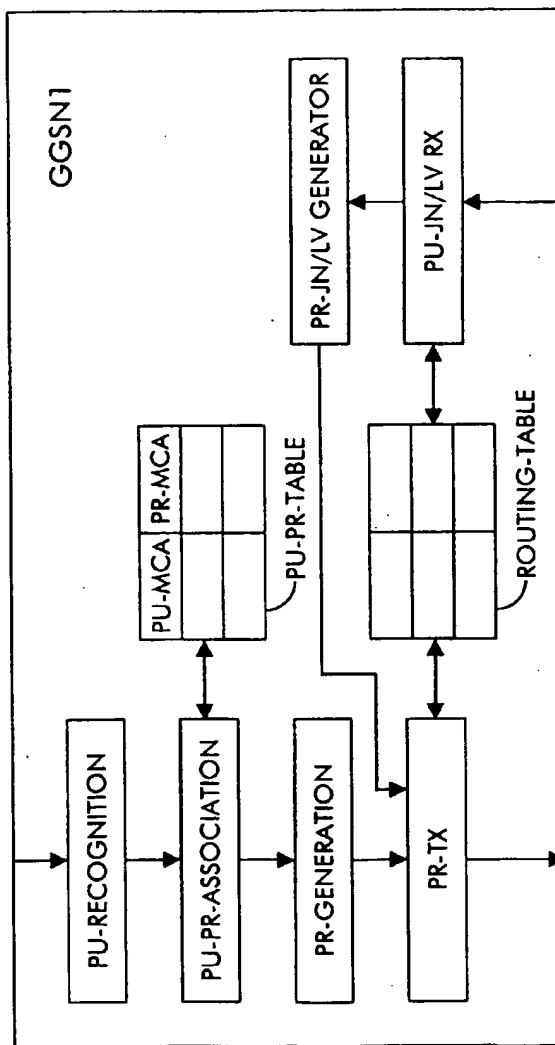 GGSN1
PU-RECOGNITION
PU-PR-ASSOCIATION
PU-MCA PR-MCA
PU-PR-TABLE
PR-GENERATION
PR-JN/LV GENERATOR
PR-TX
ROUTING-TABLE
PU-JN/LV RX